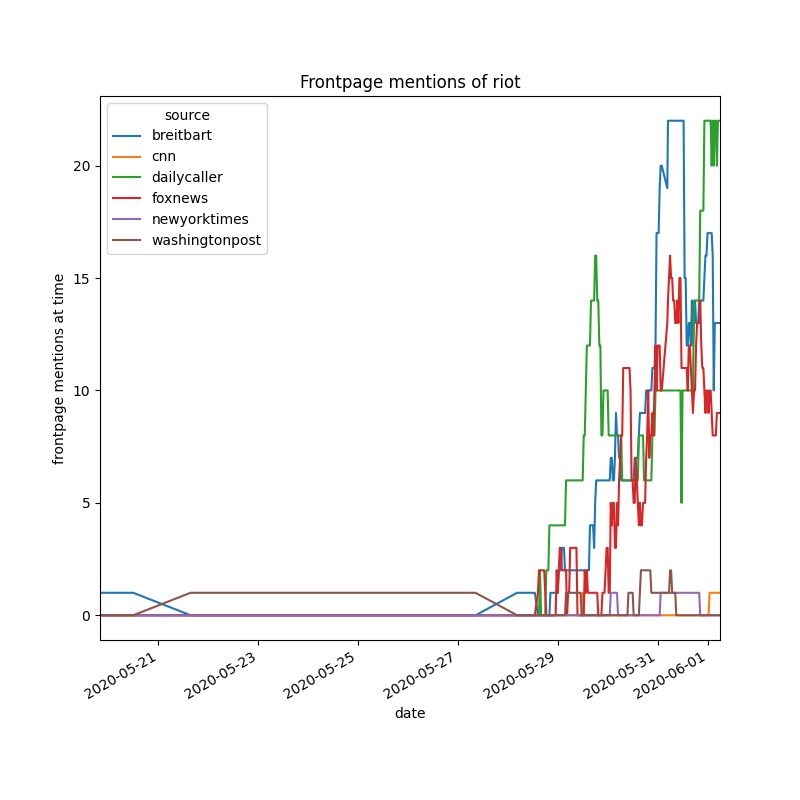 Frontpage mentions of riot
source
breitbart
cnn
dailycaller
foxnews
newyorktimes
washingtonpost
frontpage mentions at time
20
15
10
5
0
2020-05-21
2020-05-23
2020-05-25
2020-05-27
2020-05-29
2020-05-31
2020-06-01
date